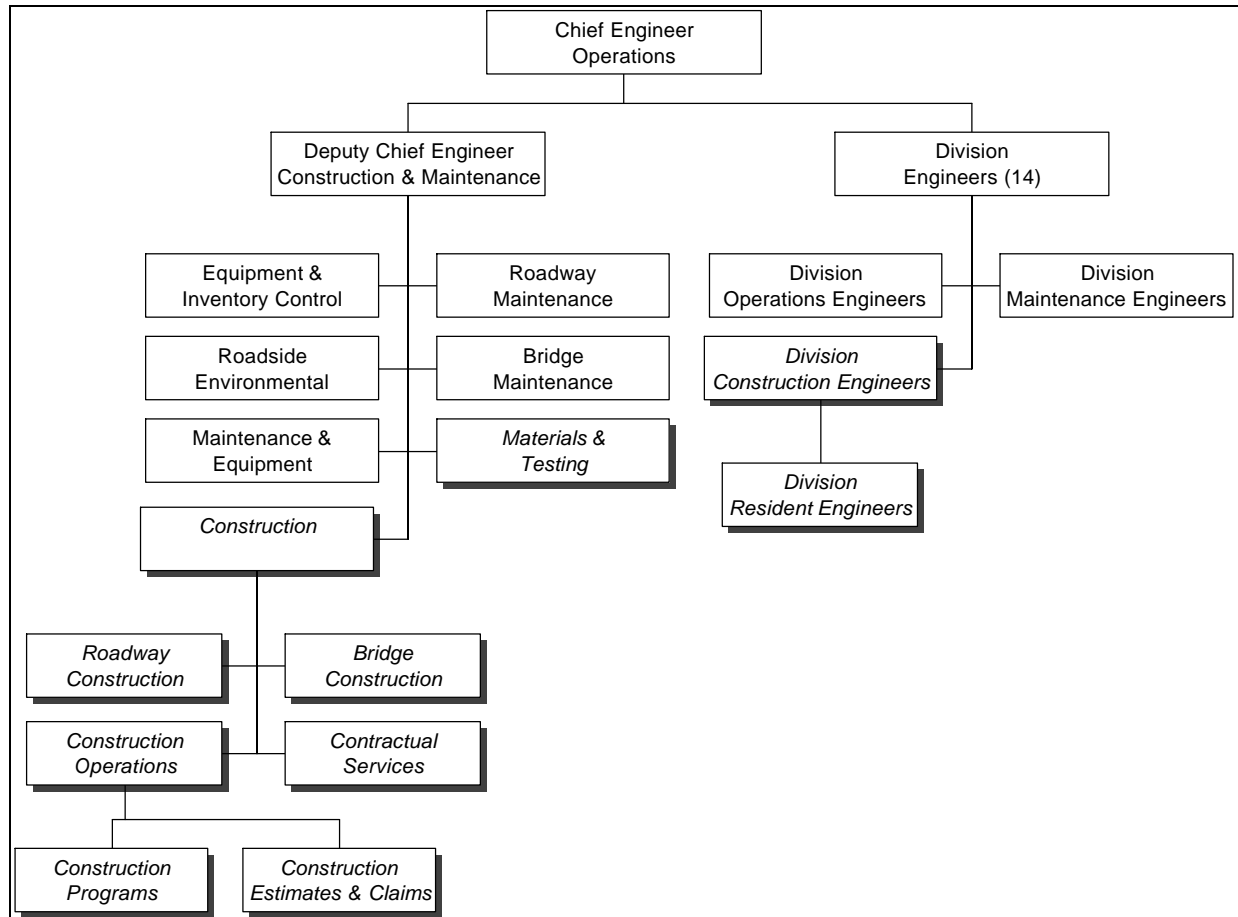 Chief Engineer
Operations
Deputy Chief Engineer
Construction & Maintenance
Division
Engineers (14)
Equipment &
Inventory Control
Roadway
Maintenance
Division
Operations Engineers
Division
Maintenance Engineers
Roadside
Environmental
Bridge
Maintenance
Division
Construction Engineers
Maintenance &
Equipment
Materials &
Testing
Division
Resident Engineers
Construction
Roadway
Construction
Bridge
Construction
Construction
Operations
Contractual
Services
Construction
Programs
Construction
Estimates & Claims